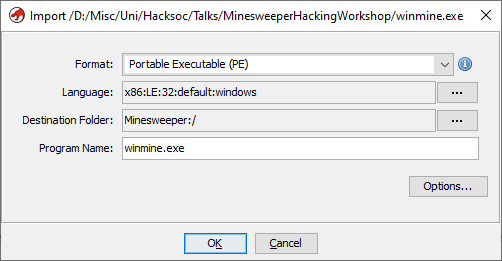 Import /D:/Misc/Uni/Hacksoc/Talks/MinesweeperHackingWorkshop/winmine.exe
Format: Portable Executable (PE)
Language: x86:LE:32:default:windows ...
Destination Folder: Minesweeper:/ ...
Program Name: winmine.exe
Options...
OK Cancel